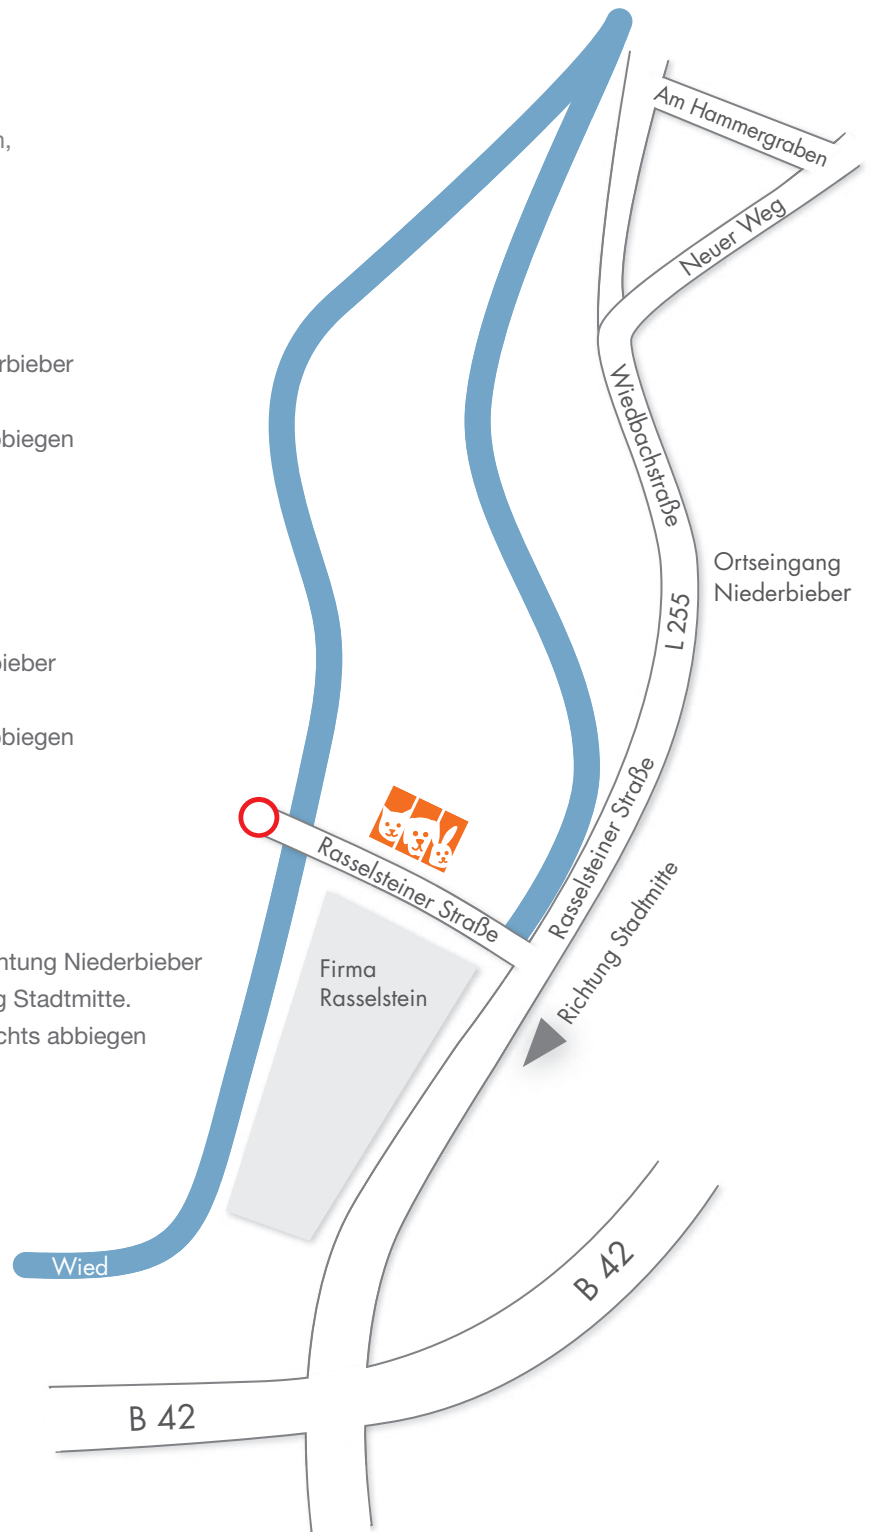 Am Hammergraben
Neuer Weg
rbieber
Wiedbachstraße
biegen
Ortseingang
Niederbieber
L 255
ieber
biegen
Rasselsteiner Straße
Rasselsteiner Straße
Richtung Stadtmitte
htung Niederbieber
g Stadtmitte.
chts abbiegen
Firma
Rasselstein
Wied
B 42
B 42